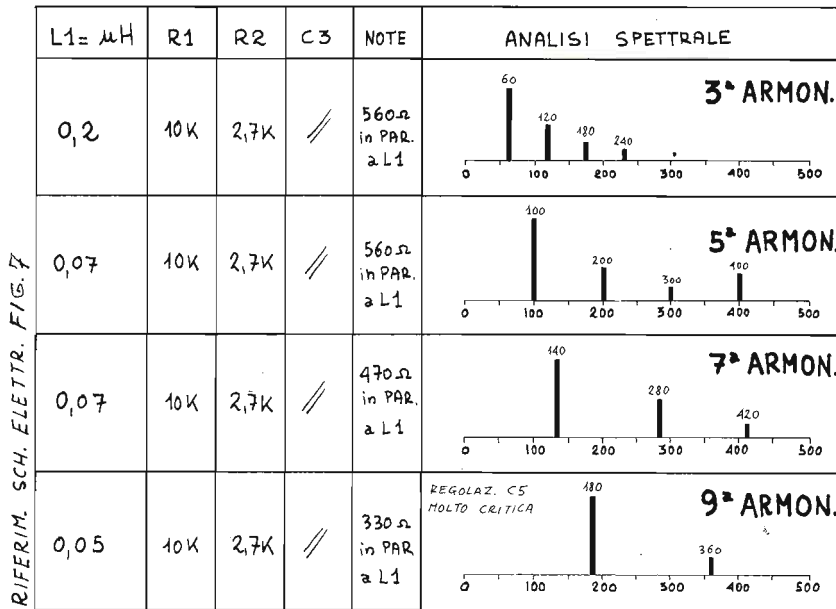 L1= µH R1 R2 C3 NOTE ANALISI SPETTRALE
0,2 10K 2,7K // 560Ω in PAR. a L1
3ª ARMON.
60 120 180 240
0 100 200 300 400 500
0,07 10K 2,7K // 560Ω in PAR. a L1
5ª ARMON.
100 200 300 100
0 100 200 300 400 500
0,07 10K 2,7K // 470Ω in PAR. a L1
7ª ARMON.
140 280 420
0 100 200 300 400 500
0,05 10K 2,7K // 330Ω in PAR a L1
REGOLAZ. C5
MOLTO CRITICA
9ª ARMON.
180 360
0 100 200 300 400 500
RIFERIM. SCH. ELETTR. FIG. 7